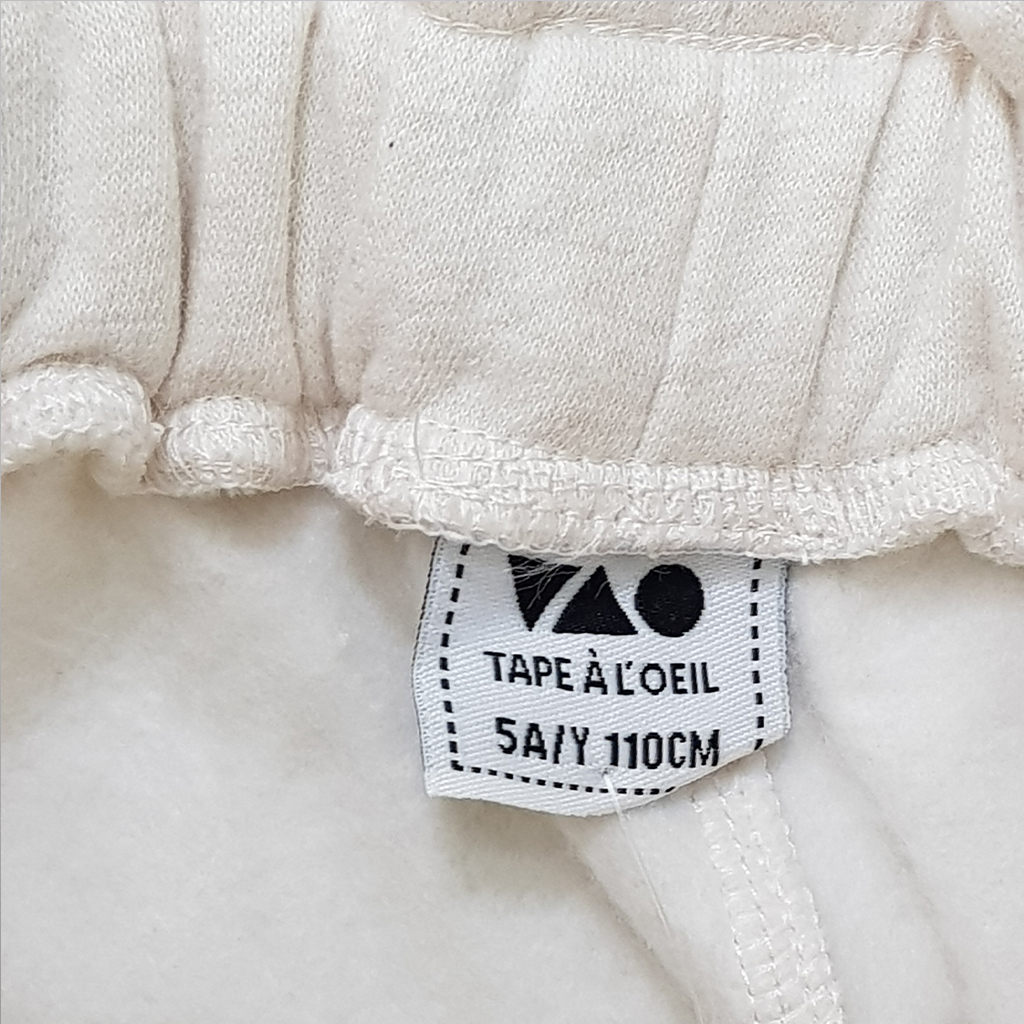 TAPE À L'OEIL
5A/Y 110CM